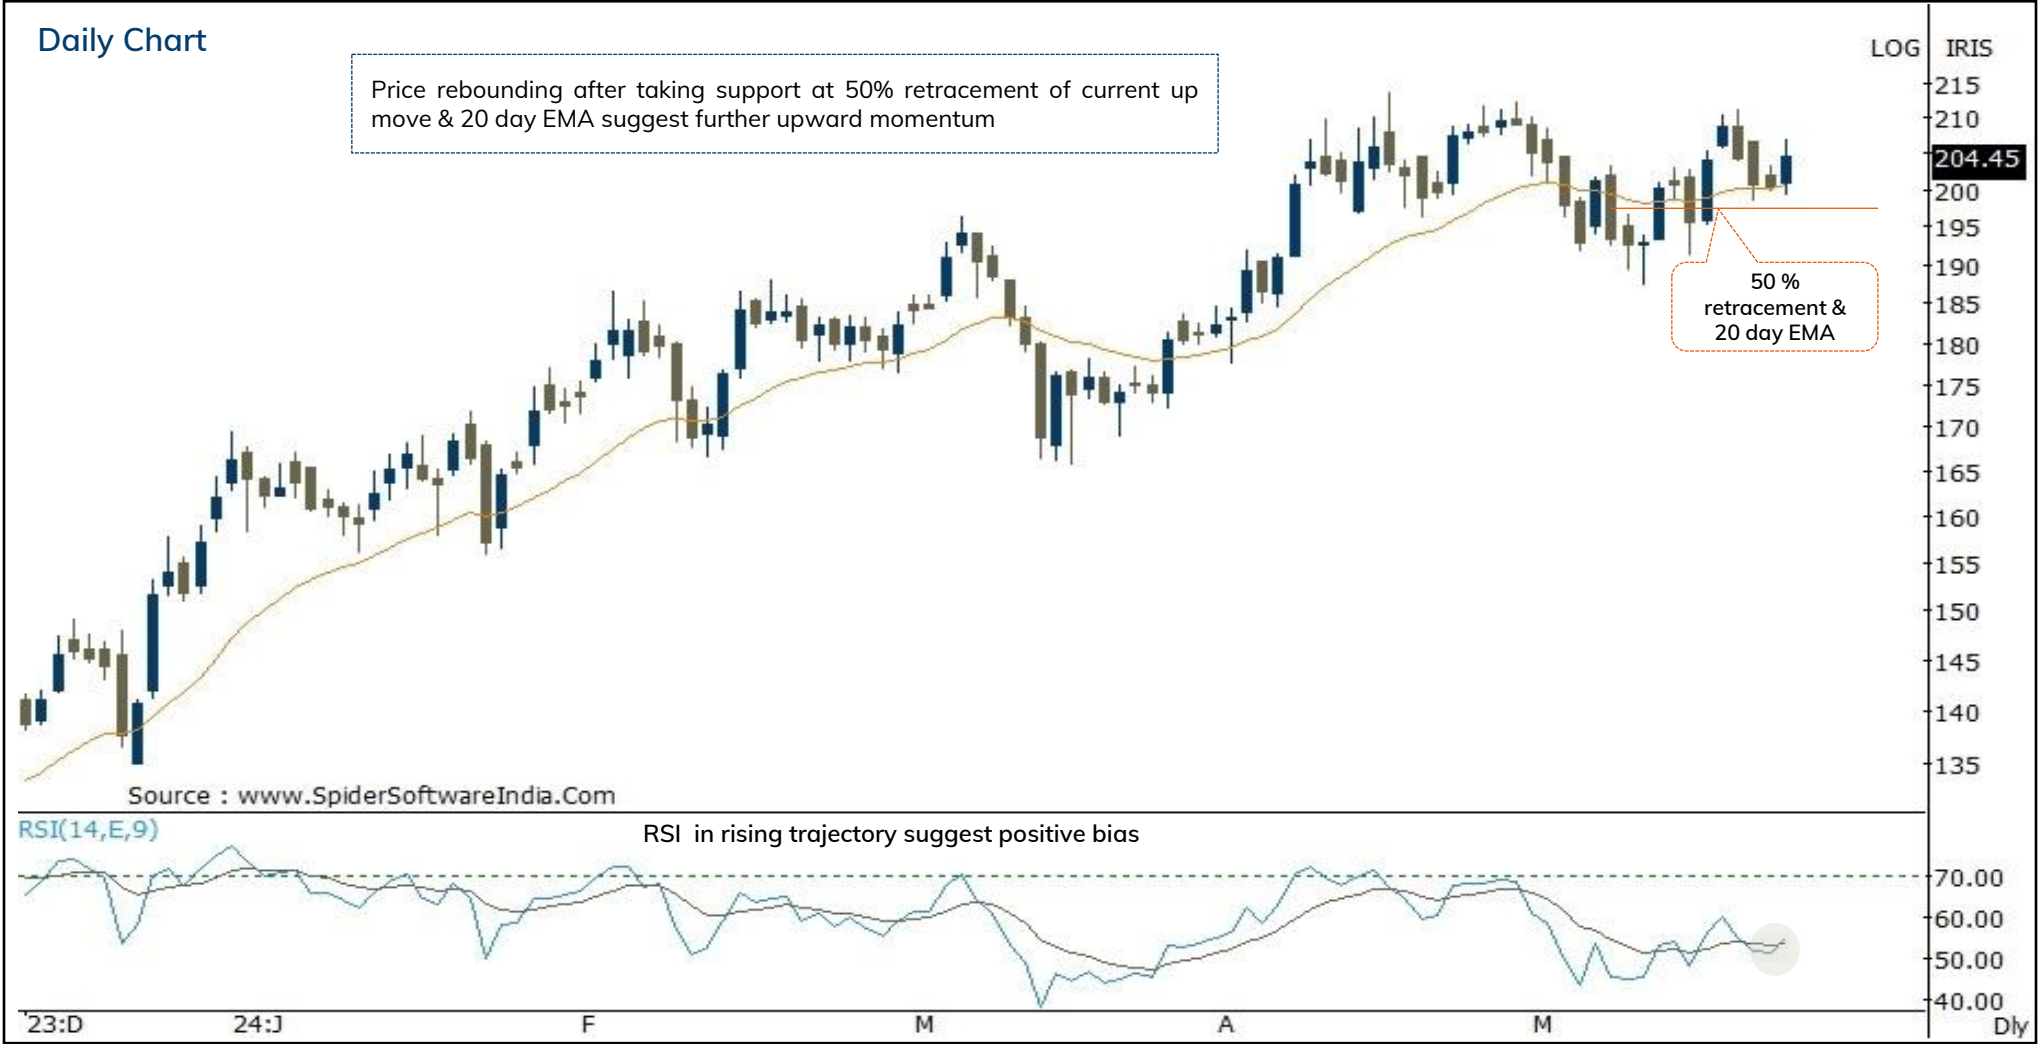 Daily Chart
LOG IRIS
Price rebounding after taking support at 50% retracement of current up
move & 20 day EMA suggest further upward momentum
215
210
204.45
200
195
190
185
180
175
170
165
160
155
150
145
140
135
50 %
retracement &
20 day EMA
Source : www.SpiderSoftwareIndia.Com
RSI(14,E,9)
RSI in rising trajectory suggest positive bias
70.00
60.00
50.00
40.00
23:D 24:J F M A M Dly